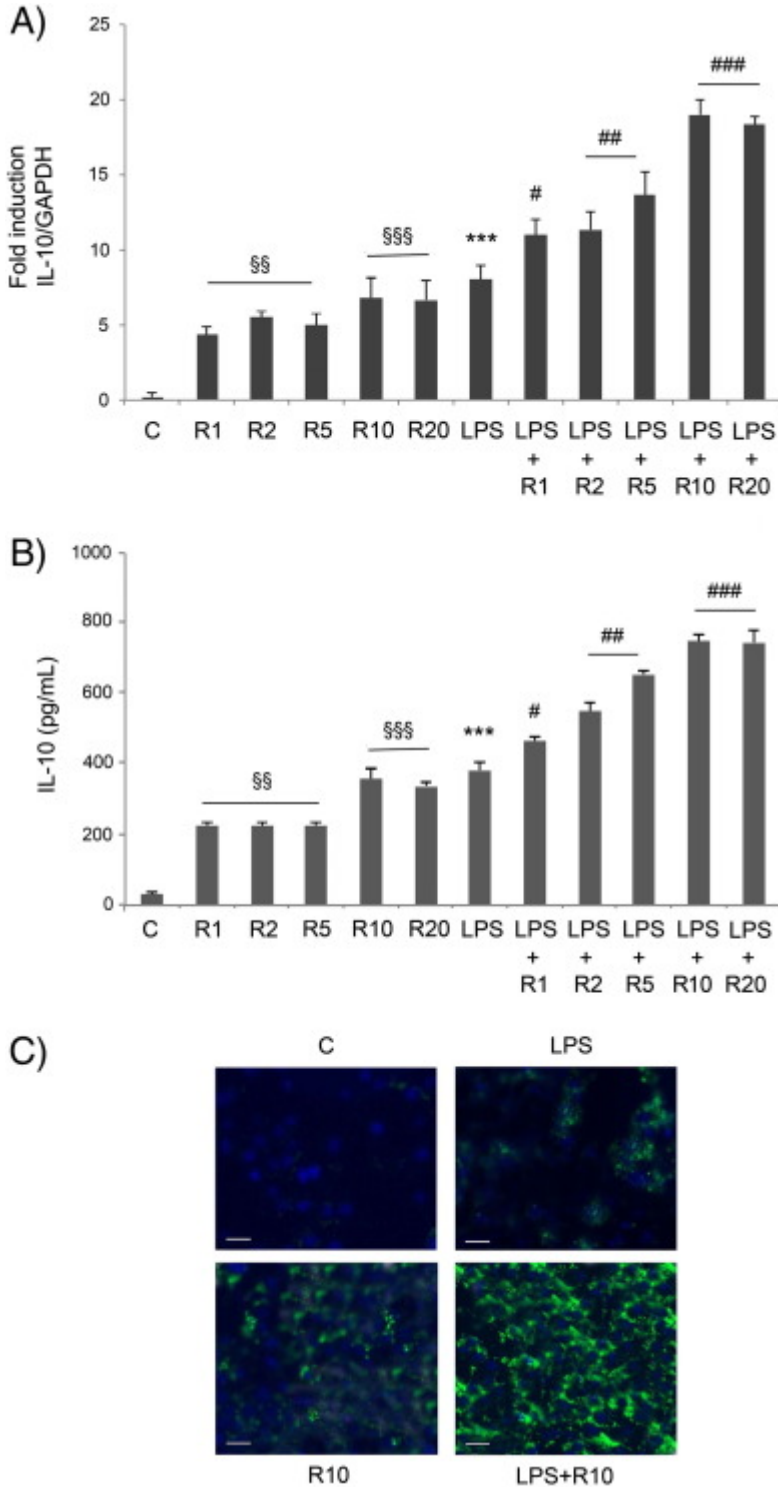 A)
Fold induction
IL-10/GAPDH
25
20
15
10
5
0
§§
§§§
***
#
##
###
C R1 R2 R5 R10 R20 LPS LPS LPS LPS LPS LPS
+ + + + +
R1 R2 R5 R10 R20
B)
IL-10 (pg/mL)
1000
800
600
400
200
0
§§
§§§
***
#
##
###
C R1 R2 R5 R10 R20 LPS LPS LPS LPS LPS LPS
+ + + + +
R1 R2 R5 R10 R20
C)
C LPS
R10 LPS+R10